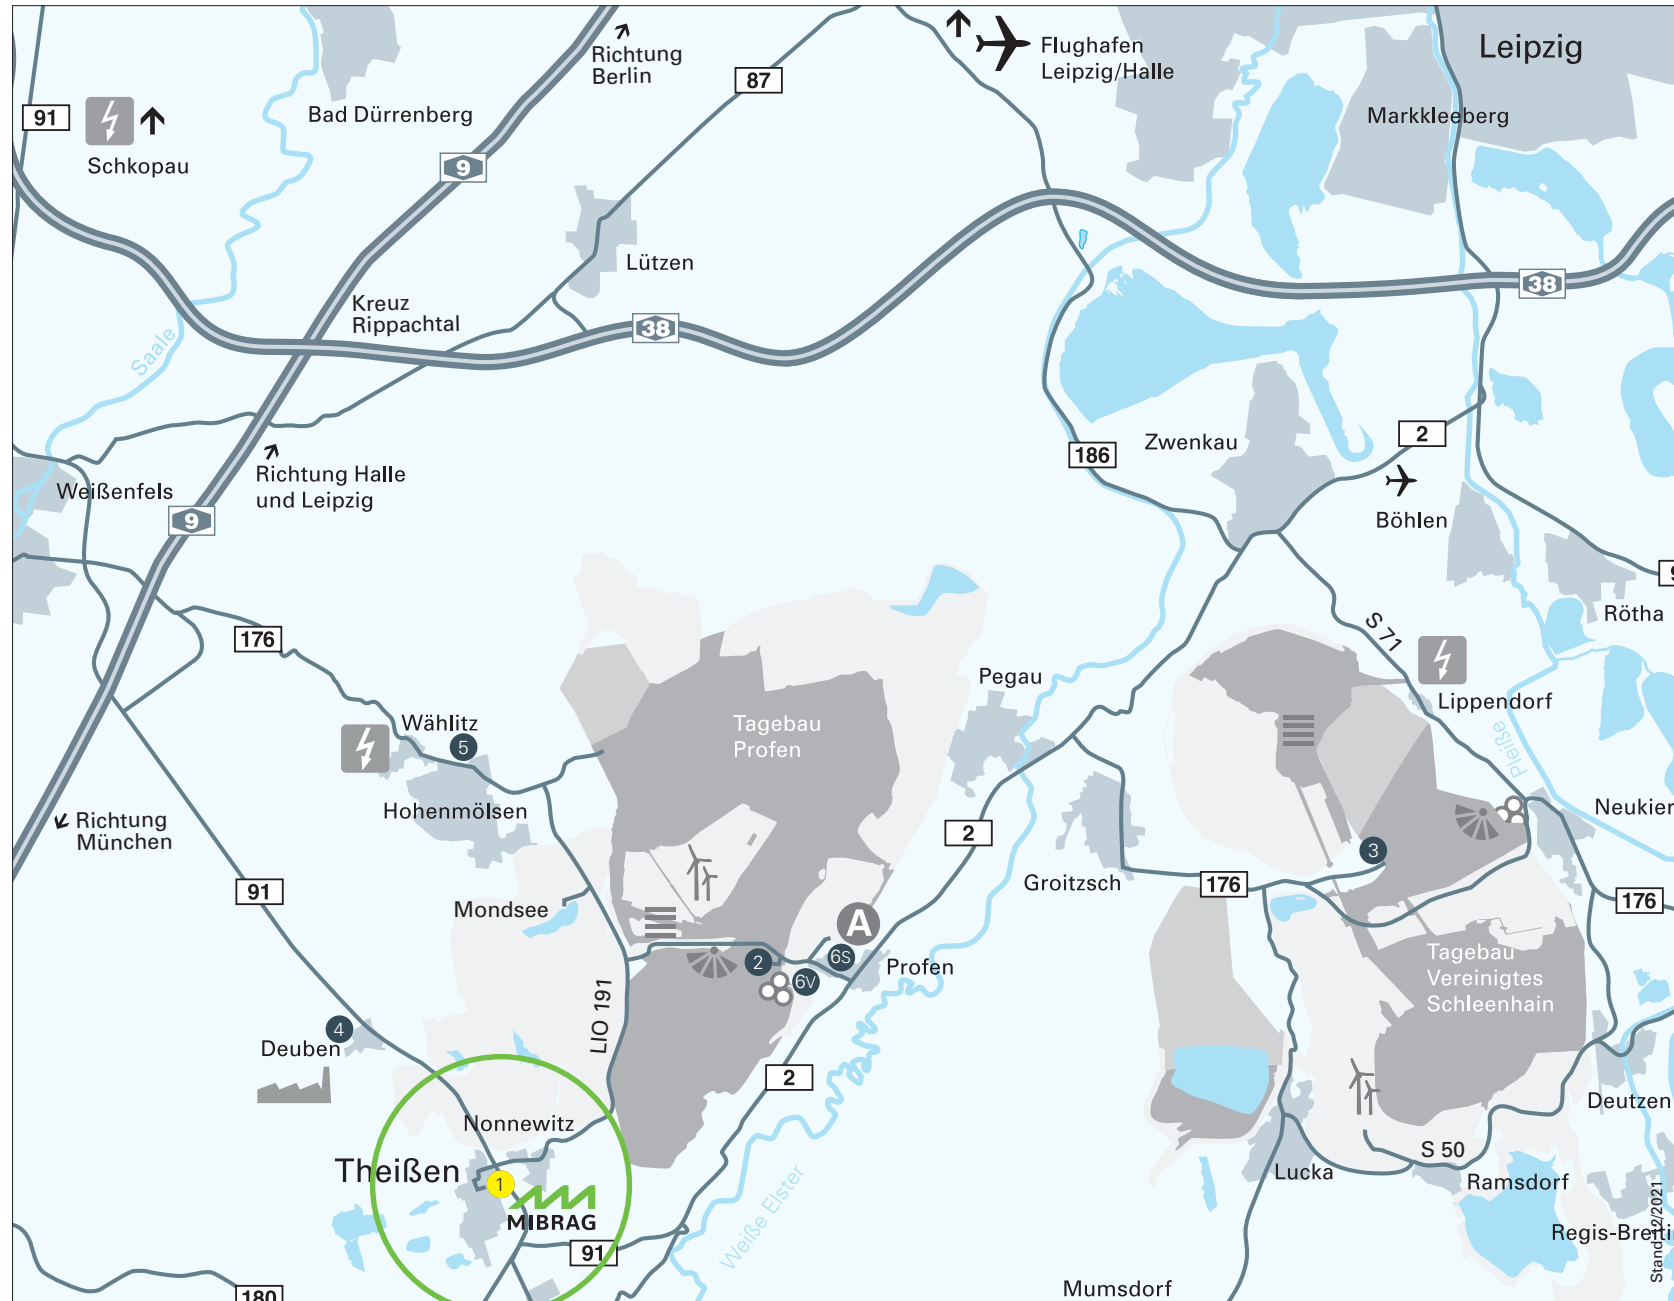 Richtung
Berlin
87
Flughafen
Leipzig/Halle
Leipzig
91
Schkopau
Bad Dürrenberg
9
Markkleeberg
Lützen
38
Kreuz
Rippachtal
38
Saale
Zwenkau
2
186
Richtung Halle
und Leipzig
Weißenfels
9
Böhlen
Rötha
176
S 71
Pegau
Lippendorf
Wählitz
5
Tagebau
Profen
Pleiße
Hohenmölsen
Richtung
München
2
Neukier
3
Groitzsch
176
91
176
Mondsee
A
6S
2
6V
Profen
Tagebau
Vereinigtes
Schleenhain
LIO 191
4
Deuben
2
Deutzen
Nonnewitz
S 50
Theißen
1
Lucka
Ramsdorf
MIBRAG
Weiße Elster
91
Regis-Breiti
Stand 12/2021
Mumsdorf
180